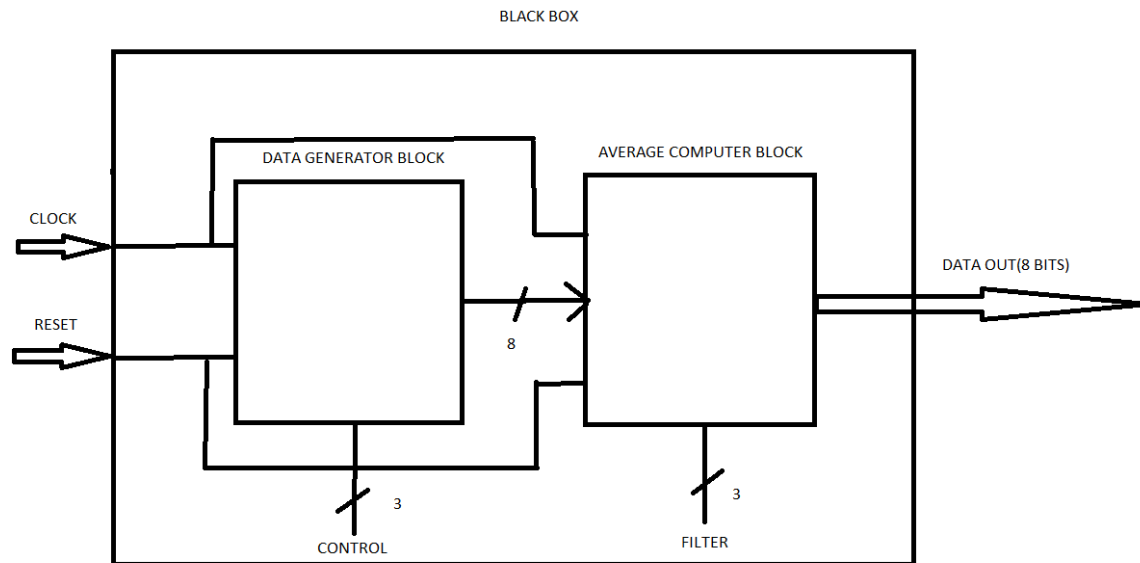 BLACK BOX
DATA GENERATOR BLOCK
AVERAGE COMPUTER BLOCK
CLOCK
DATA OUT(8 BITS)
RESET
8
3
3
CONTROL
FILTER